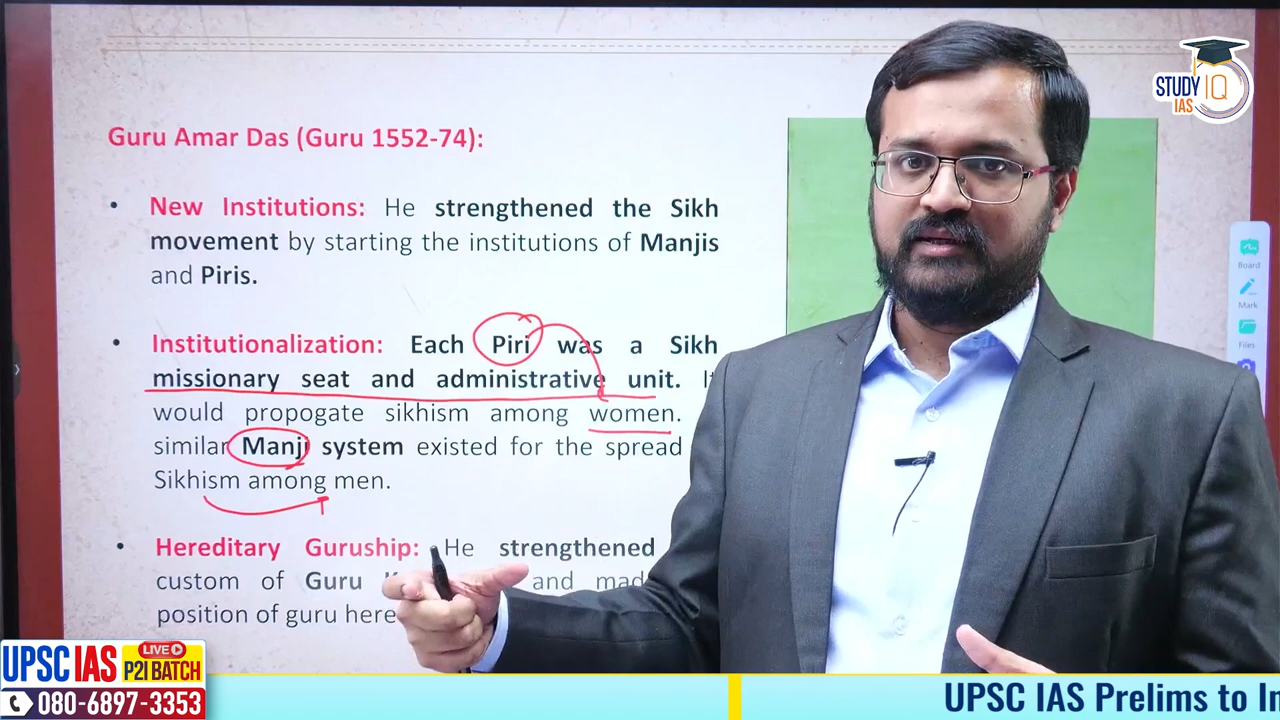 STUDY IQ
IAS
Guru Amar Das (Guru 1552-74):
• New Institutions: He strengthened the Sikh
movement by starting the institutions of Manjis
and Piris.
• Institutionalization: Each Piri was a Sikh
missionary seat and administrative unit.
would propogate sikhism among women.
similar Manji system existed for the spread
Sikhism among men.
• Hereditary Guruship: He strengthened
custom of Guru and
position of guru
Board
Mark
Files
UPSC IAS LIVE P2I BATCH
080-6897-3353
UPSC IAS Prelims to